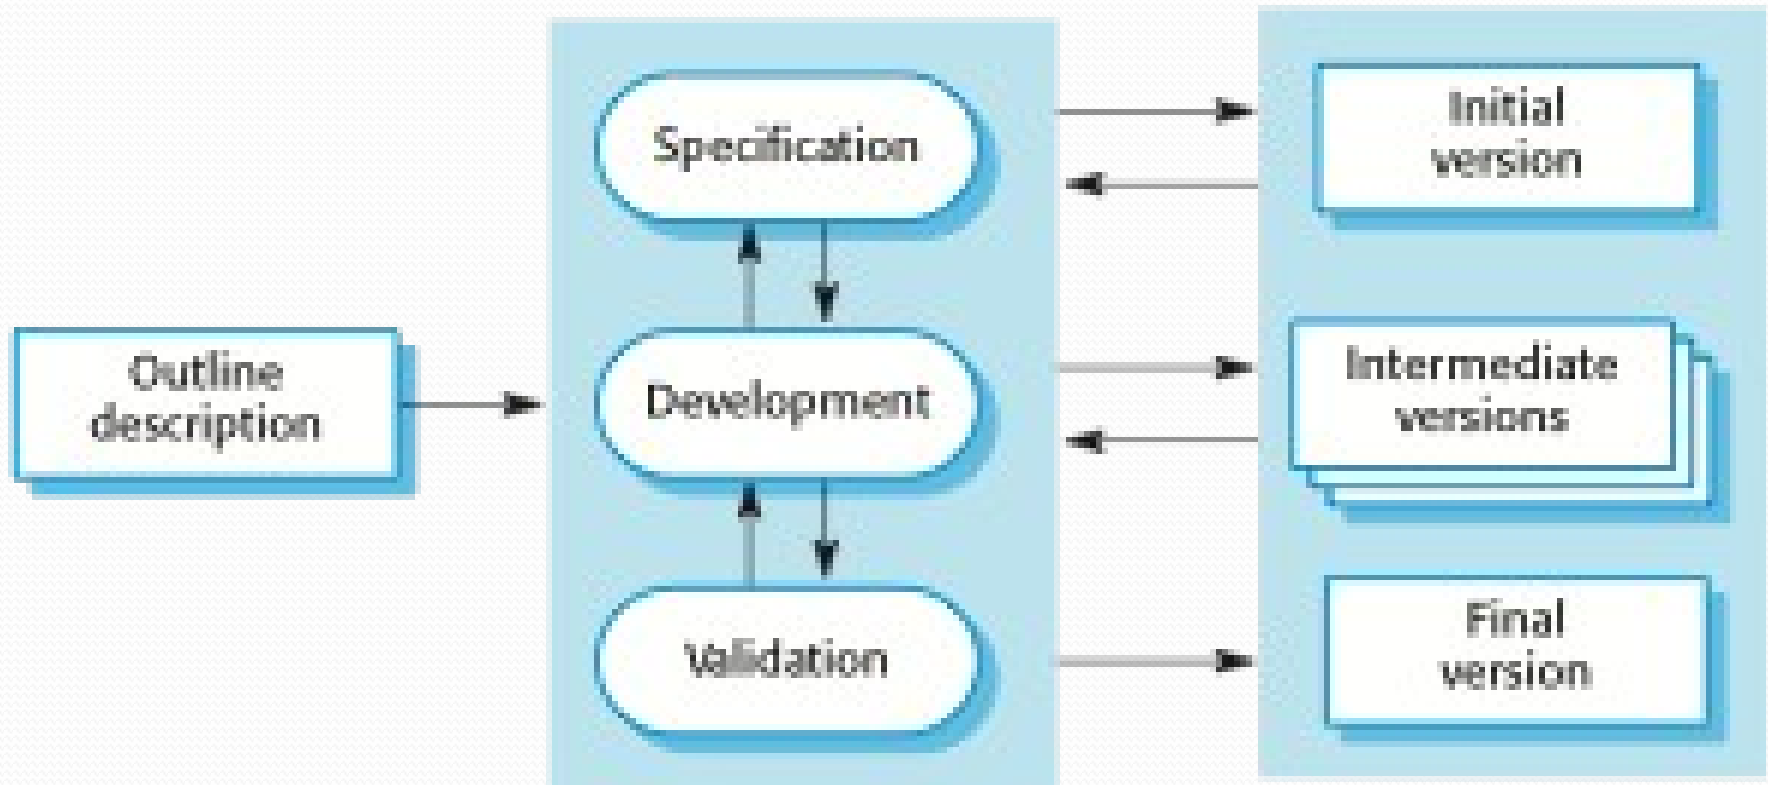 Outline
description
Specification
Development
Validation
Initial
version
Intermediate
versions
Final
version